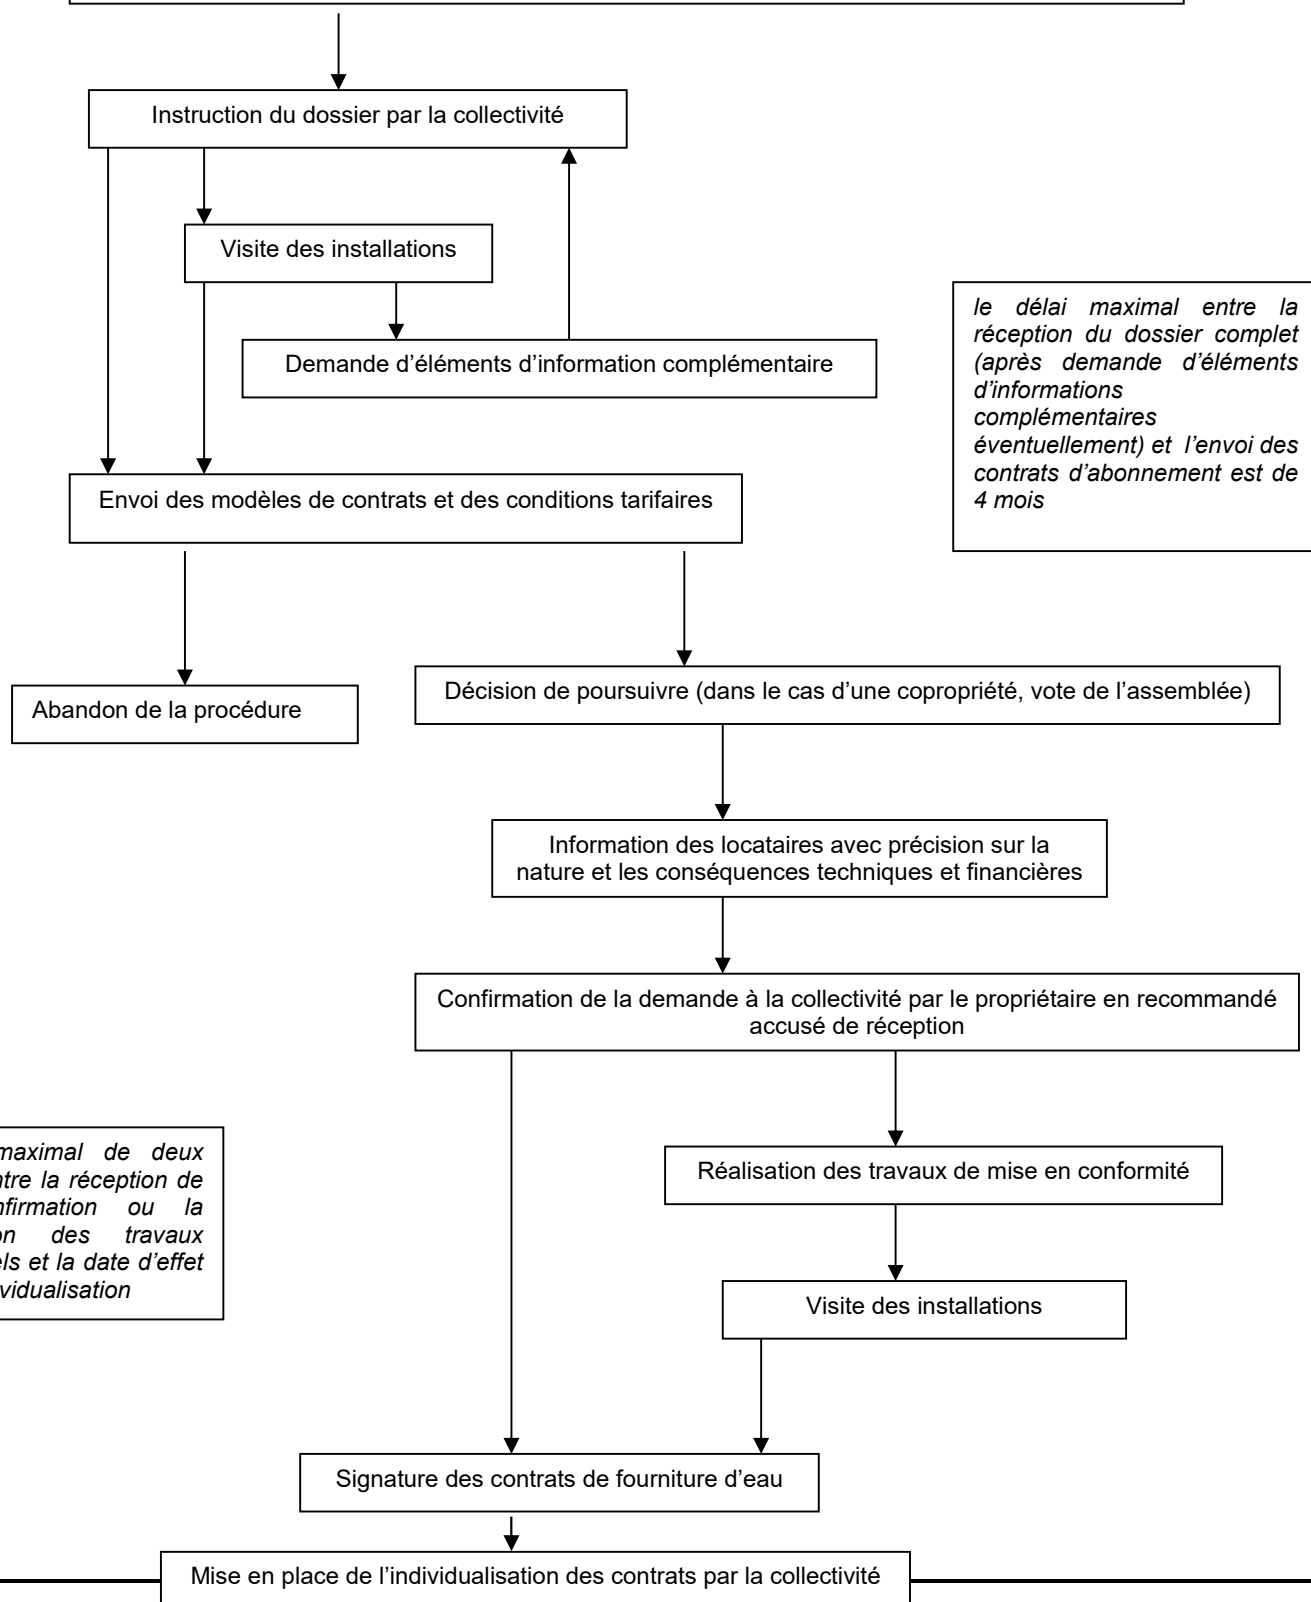 Instruction du dossier par la collectivité
Visite des installations
Demande d’éléments d’information complémentaire
le délai maximal entre la
réception du dossier complet
(après demande d’éléments
d’informations
complémentaires
éventuellement) et l’envoi des
contrats d’abonnement est de
4 mois
Envoi des modèles de contrats et des conditions tarifaires
Abandon de la procédure
Décision de poursuivre (dans le cas d’une copropriété, vote de l’assemblée)
Information des locataires avec précision sur la
nature et les conséquences techniques et financières
Confirmation de la demande à la collectivité par le propriétaire en recommandé
accusé de réception
maximal de deux
la réception de
ou la
des travaux
et la date d’effet
Réalisation des travaux de mise en conformité
Visite des installations
Signature des contrats de fourniture d’eau
Mise en place de l’individualisation des contrats par la collectivité